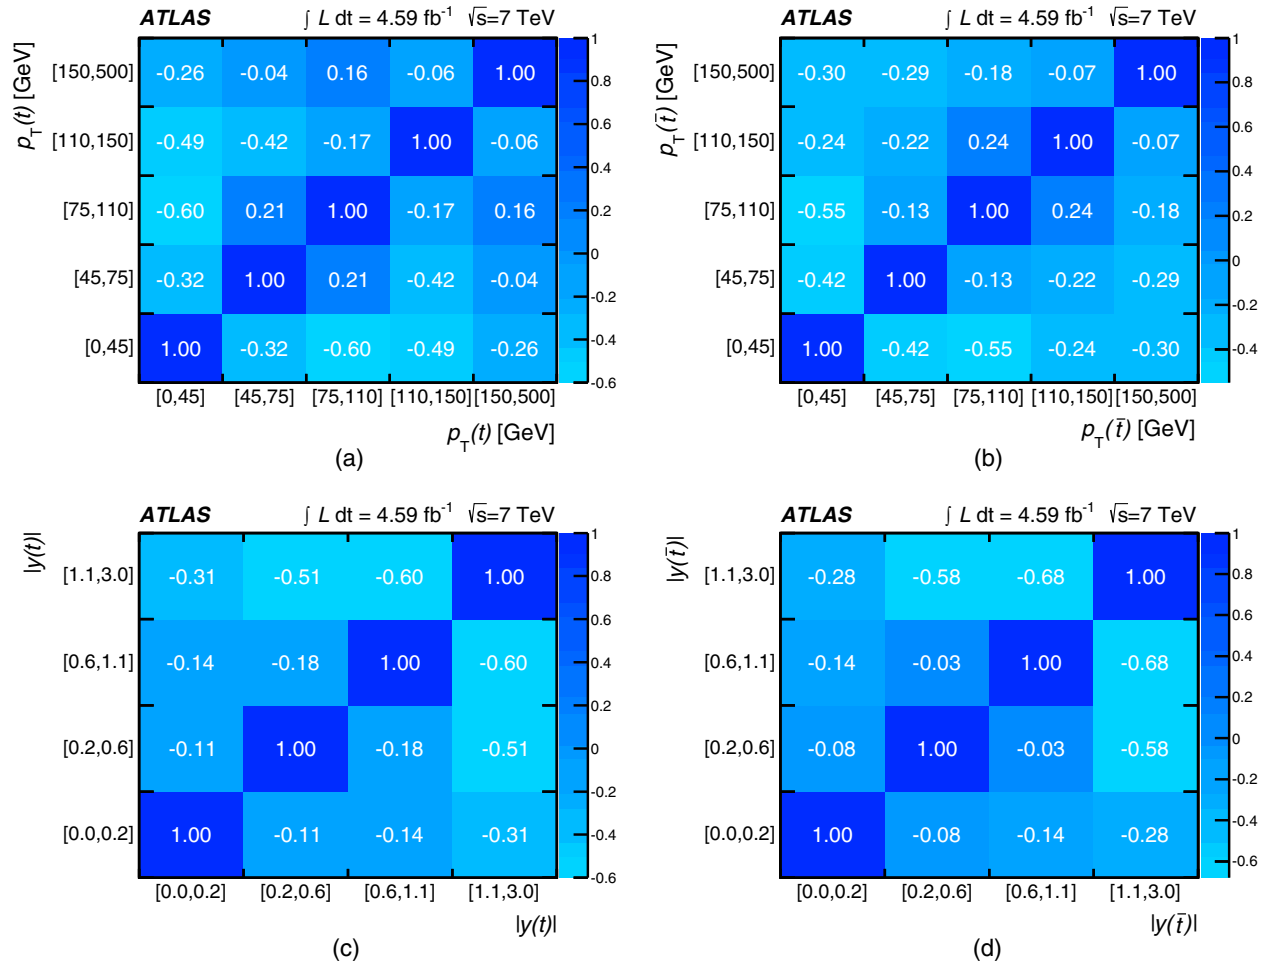 ATLAS ∫ L dt = 4.59 fb⁻¹ √s=7 TeV
p_T(t) [GeV]
[150,500] -0.26 -0.04 0.16 -0.06 1.00
[110,150] -0.49 -0.42 -0.17 1.00 -0.06
[75,110] -0.60 0.21 1.00 -0.17 0.16
[45,75] -0.32 1.00 0.21 -0.42 -0.04
[0,45] 1.00 -0.32 -0.60 -0.49 -0.26
[0,45] [45,75] [75,110] [110,150] [150,500]
p_T(t) [GeV]
1
0.8
0.6
0.4
0.2
0
-0.2
-0.4
-0.6
(a)
ATLAS ∫ L dt = 4.59 fb⁻¹ √s=7 TeV
p_T(t̄) [GeV]
[150,500] -0.30 -0.29 -0.18 -0.07 1.00
[110,150] -0.24 -0.22 0.24 1.00 -0.07
[75,110] -0.55 -0.13 1.00 0.24 -0.18
[45,75] -0.42 1.00 -0.13 -0.22 -0.29
[0,45] 1.00 -0.42 -0.55 -0.24 -0.30
[0,45] [45,75] [75,110] [110,150] [150,500]
p_T(t̄) [GeV]
1
0.8
0.6
0.4
0.2
0
-0.2
-0.4
(b)
ATLAS ∫ L dt = 4.59 fb⁻¹ √s=7 TeV
|y(t)|
[1.1,3.0] -0.31 -0.51 -0.60 1.00
[0.6,1.1] -0.14 -0.18 1.00 -0.60
[0.2,0.6] -0.11 1.00 -0.18 -0.51
[0.0,0.2] 1.00 -0.11 -0.14 -0.31
[0.0,0.2] [0.2,0.6] [0.6,1.1] [1.1,3.0]
|y(t)|
1
0.8
0.6
0.4
0.2
0
-0.2
-0.4
-0.6
(c)
ATLAS ∫ L dt = 4.59 fb⁻¹ √s=7 TeV
|y(t̄)|
[1.1,3.0] -0.28 -0.58 -0.68 1.00
[0.6,1.1] -0.14 -0.03 1.00 -0.68
[0.2,0.6] -0.08 1.00 -0.03 -0.58
[0.0,0.2] 1.00 -0.08 -0.14 -0.28
[0.0,0.2] [0.2,0.6] [0.6,1.1] [1.1,3.0]
|y(t̄)|
1
0.8
0.6
0.4
0.2
0
-0.2
-0.4
-0.6
(d)